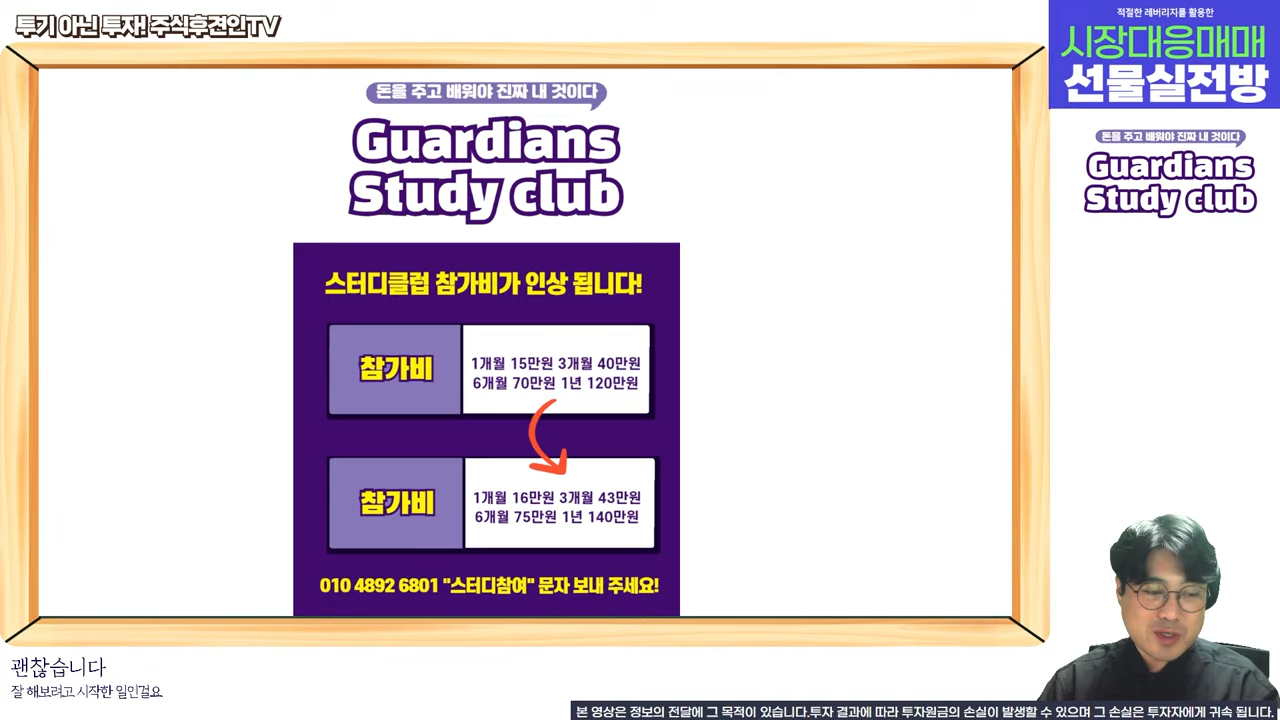 투기 아닌 투자! 주식후견인TV
돈을 주고 배워야 진짜 내 것이다
Guardians
Study club
스터디클럽 참가비가 인상 됩니다!
참가비
1개월 15만원 3개월 40만원
6개월 70만원 1년 120만원
참가비
1개월 16만원 3개월 43만원
6개월 75만원 1년 140만원
010 4892 6801 "스터디참여" 문자 보내 주세요!
적절한 레버리지를 활용한
시장대응매매
선물실전방
돈을 주고 배워야 진짜 내 것이다
Guardians
Study club
괜찮습니다
잘 해보려고 시작한 일인걸요
본 영상은 정보의 전달에 그 목적이 있습니다.투자 결과에 따라 투자원금의 손실이 발생할 수 있으며 그 손실은 투자자에게 귀속 됩니다.